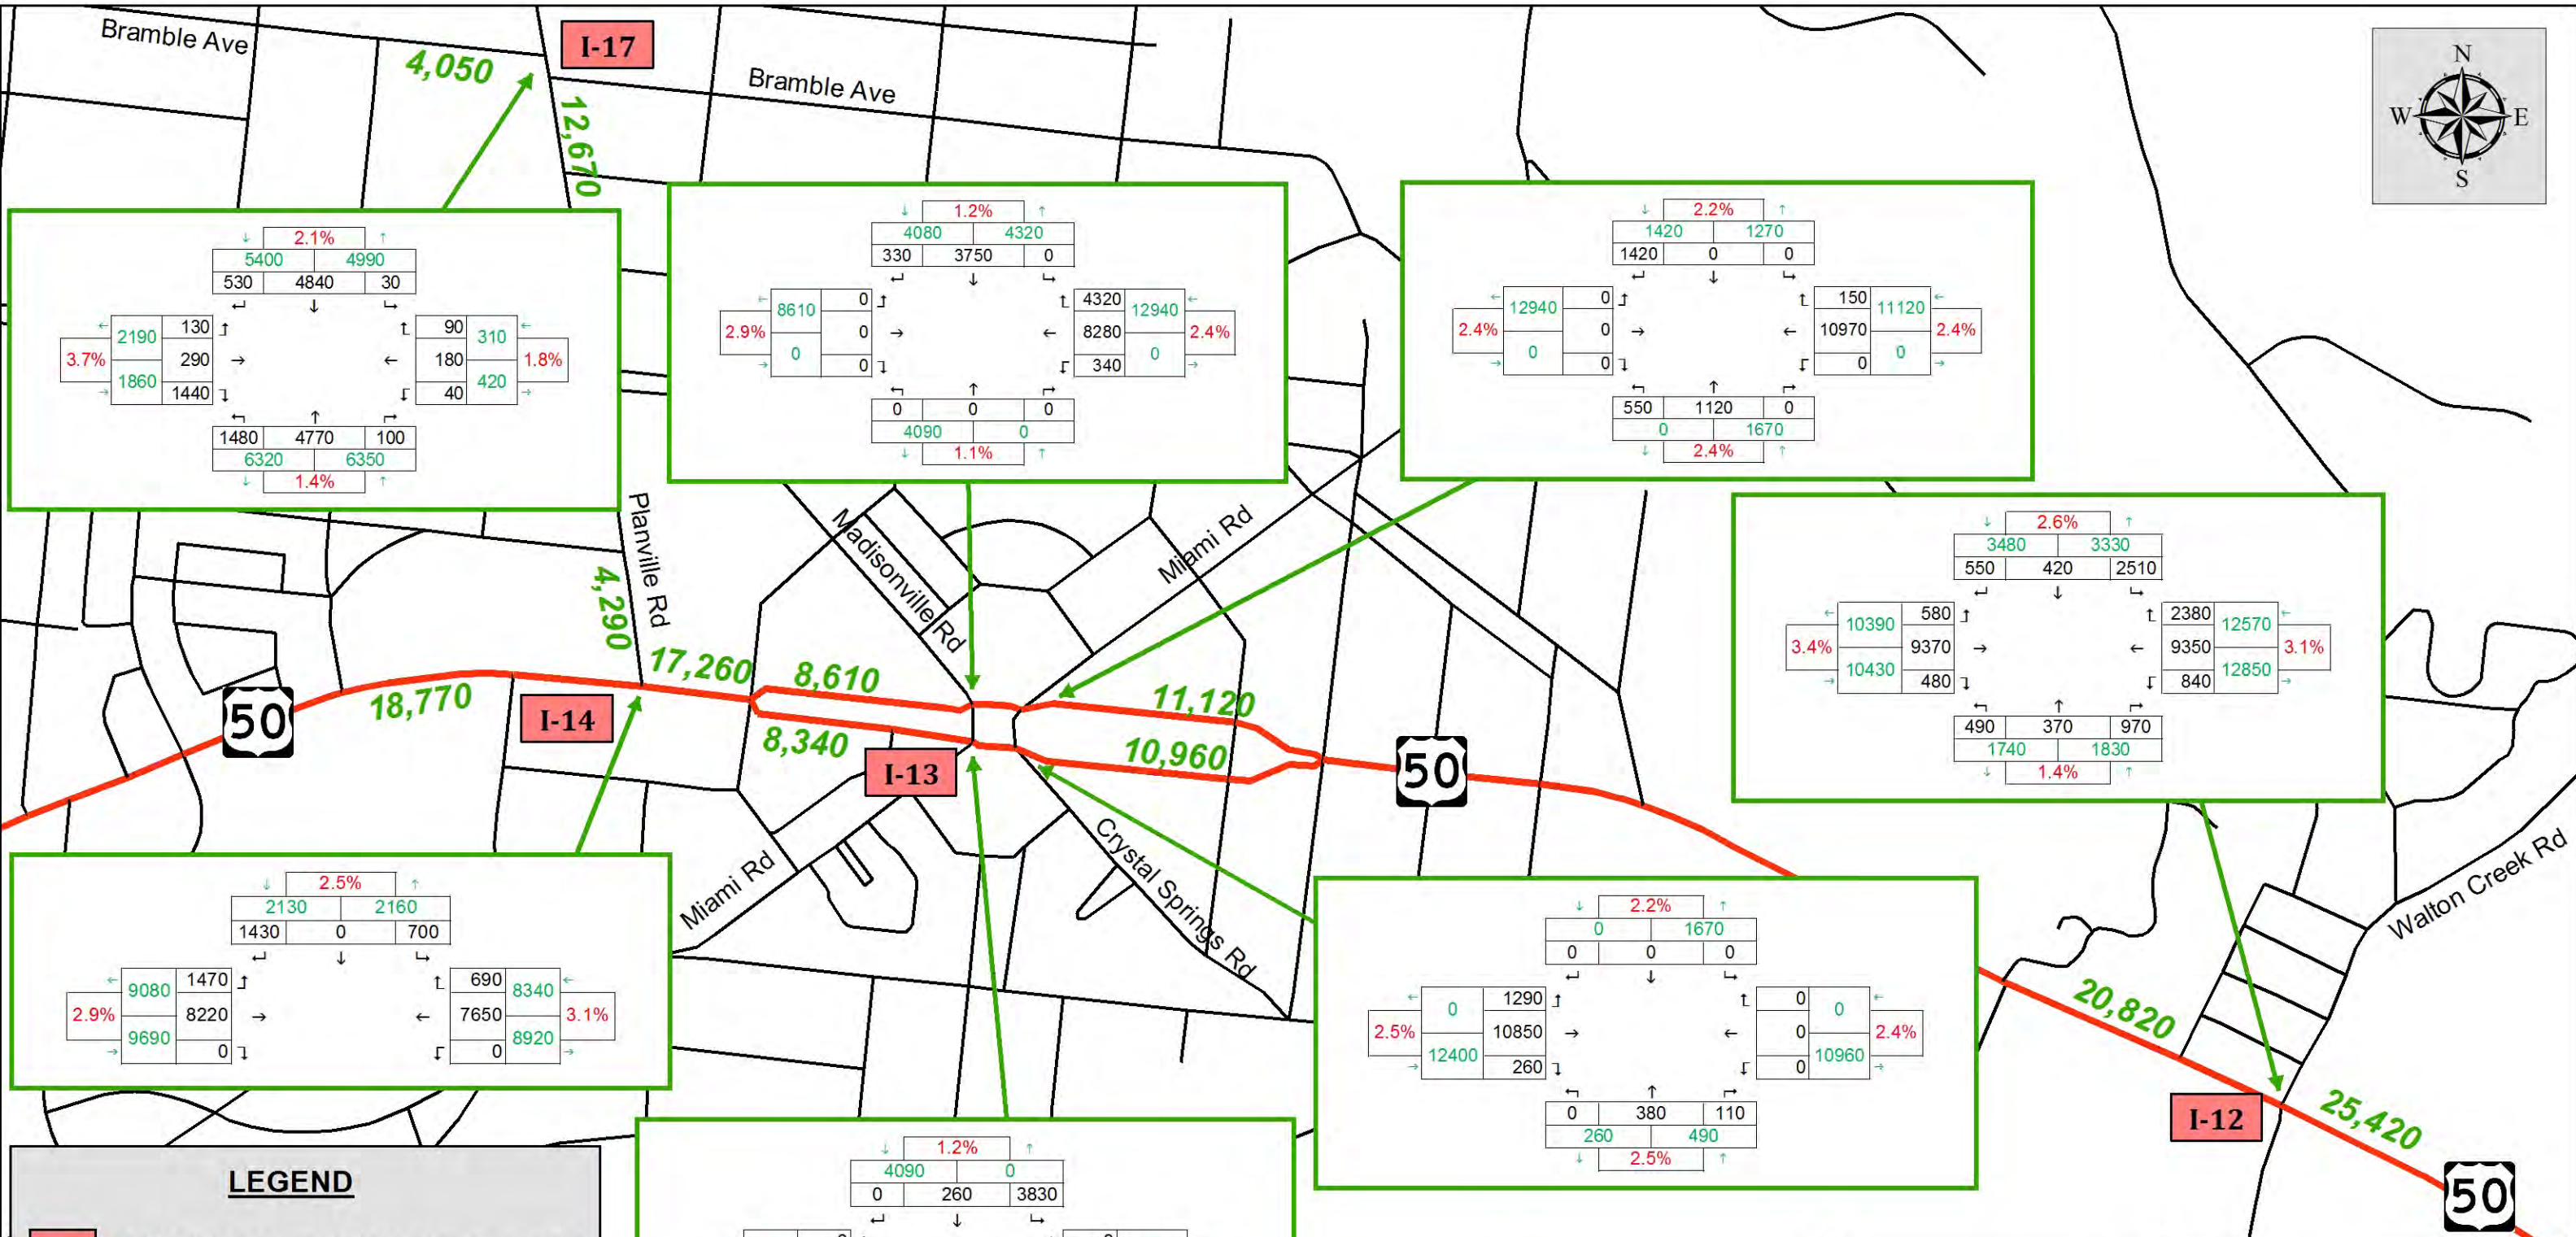 Bramble Ave
I-17
4,050
Bramble Ave
12,670
N
W E
S
2.1%
5400 4990
530 4840 30
2190 130
3.7% 290
1860 1440
90 310
180 1.8%
40 420
1480 4770 100
6320 6350
1.4%
1.2%
4080 4320
330 3750 0
8610 0
2.9% 0
0 0
4320 12940
8280 2.4%
340 0
0 0 0
4090 0
1.1%
2.2%
1420 1270
1420 0 0
12940 0
2.4% 0
0 0
150 11120
10970 2.4%
0 0
550 1120 0
0 1670
2.4%
2.6%
3480 3330
550 420 2510
10390 580
3.4% 9370
10430 480
2380 12570
9350 3.1%
840 12850
490 370 970
1740 1830
1.4%
Planville Rd
4,290
Madisonville Rd
Miami Rd
17,260
8,610
11,120
18,770
50
I-14
8,340
I-13
10,960
50
Miami Rd
Crystal Springs Rd
Walton Creek Rd
2.5%
2130 2160
1430 0 700
9080 1470
2.9% 8220
9690 0
690 8340
7650 3.1%
0 8920
2.2%
0 1670
0 0 0
0 1290
2.5% 10850
12400 260
0 0
0 2.4%
0 10960
0 380 110
260 490
2.5%
20,820
I-12
25,420
50
LEGEND
1.2%
4090 0
0 260 3830